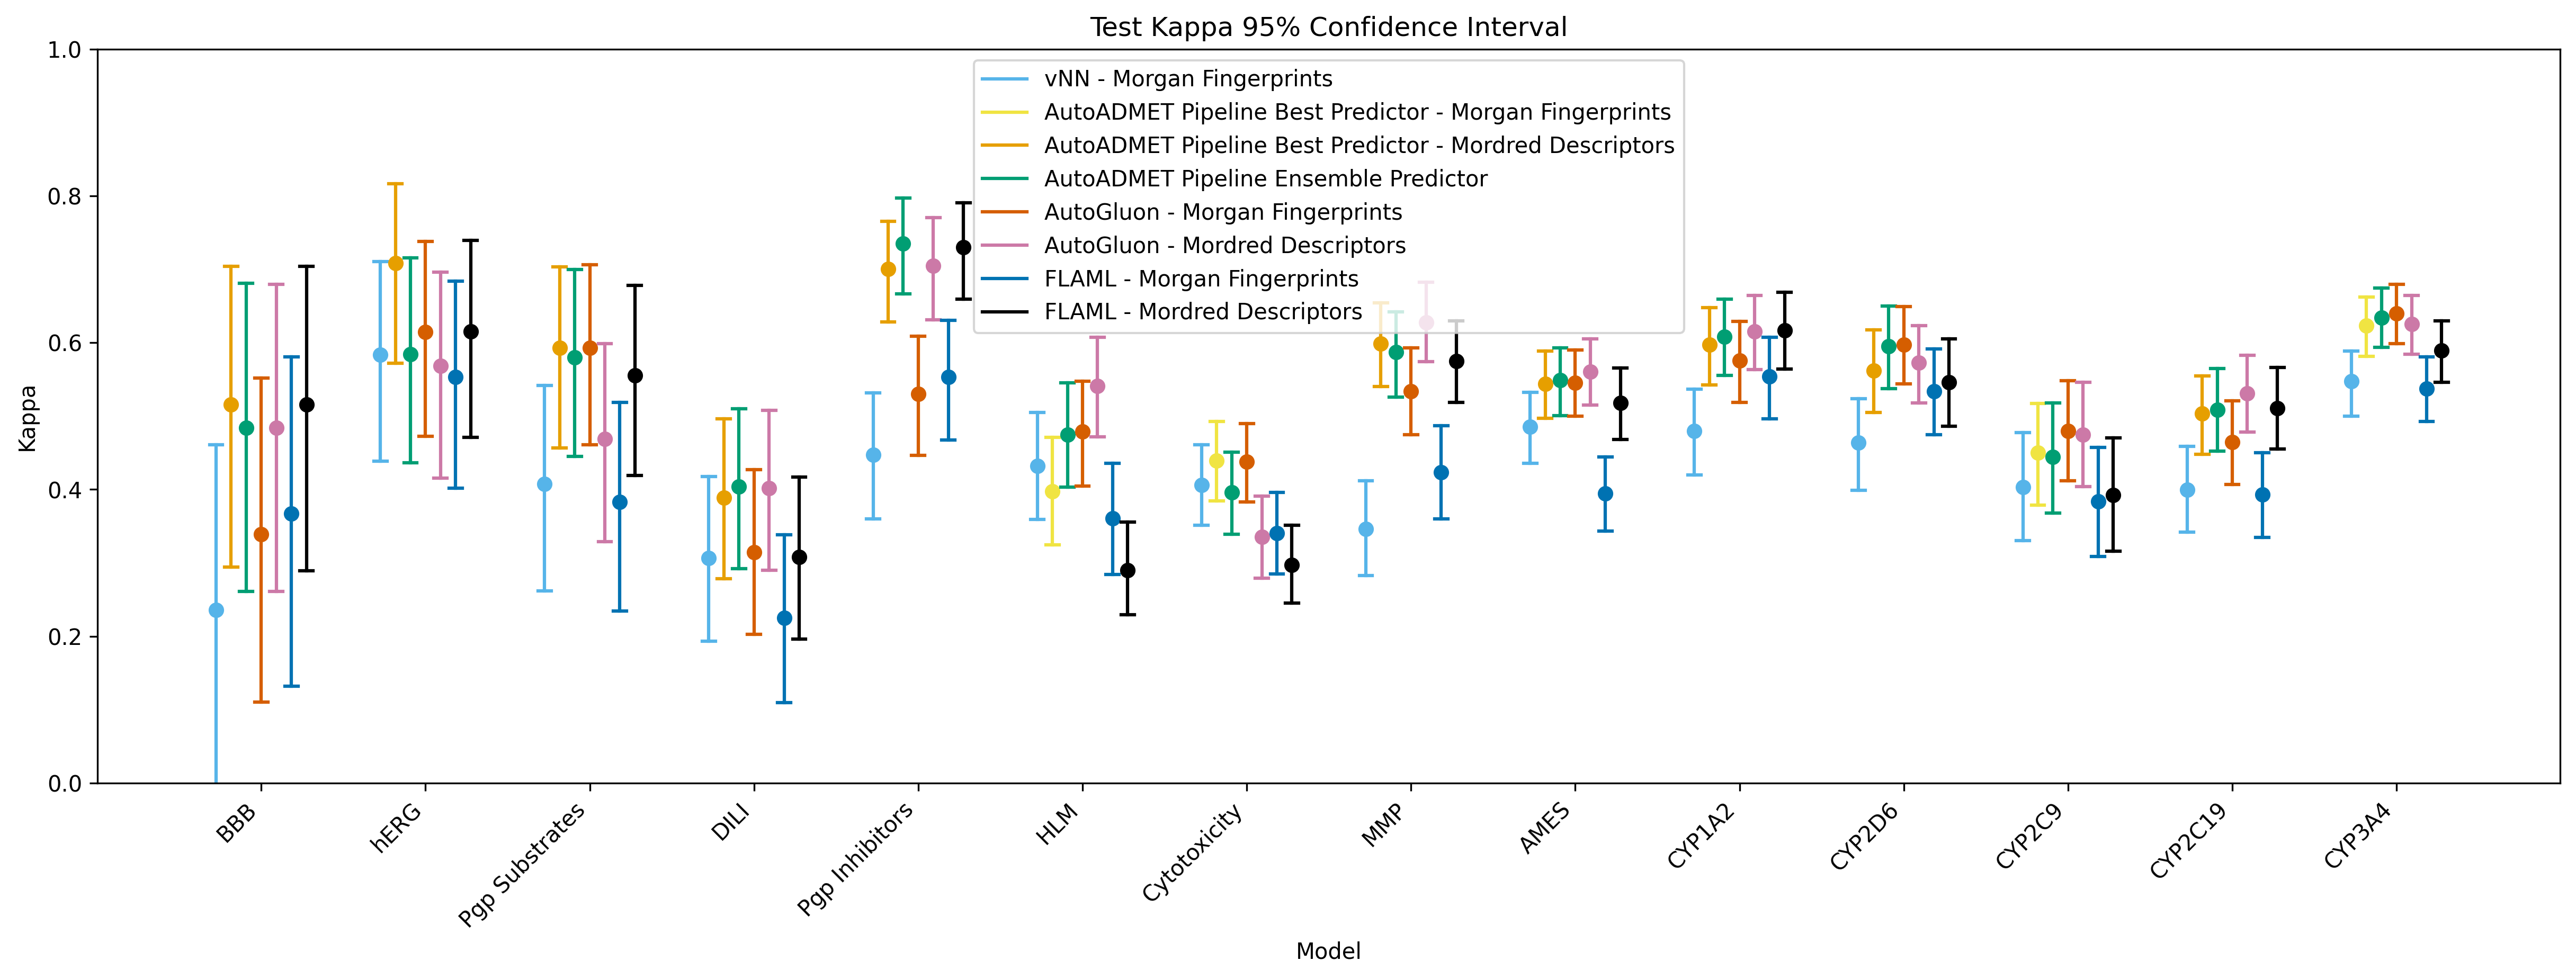 Test Kappa 95% Confidence Interval
1.0
0.8
0.6
0.4
0.2
0.0
Kappa
vNN - Morgan Fingerprints
AutoADMET Pipeline Best Predictor - Morgan Fingerprints
AutoADMET Pipeline Best Predictor - Mordred Descriptors
AutoADMET Pipeline Ensemble Predictor
AutoGluon - Morgan Fingerprints
AutoGluon - Mordred Descriptors
FLAML - Morgan Fingerprints
FLAML - Mordred Descriptors
BBB
hERG
Pgp Substrates
DILI
Pgp Inhibitors
HLM
Cytotoxicity
MMP
AMES
CYP1A2
CYP2D6
CYP2C9
CYP2C19
CYP3A4
Model